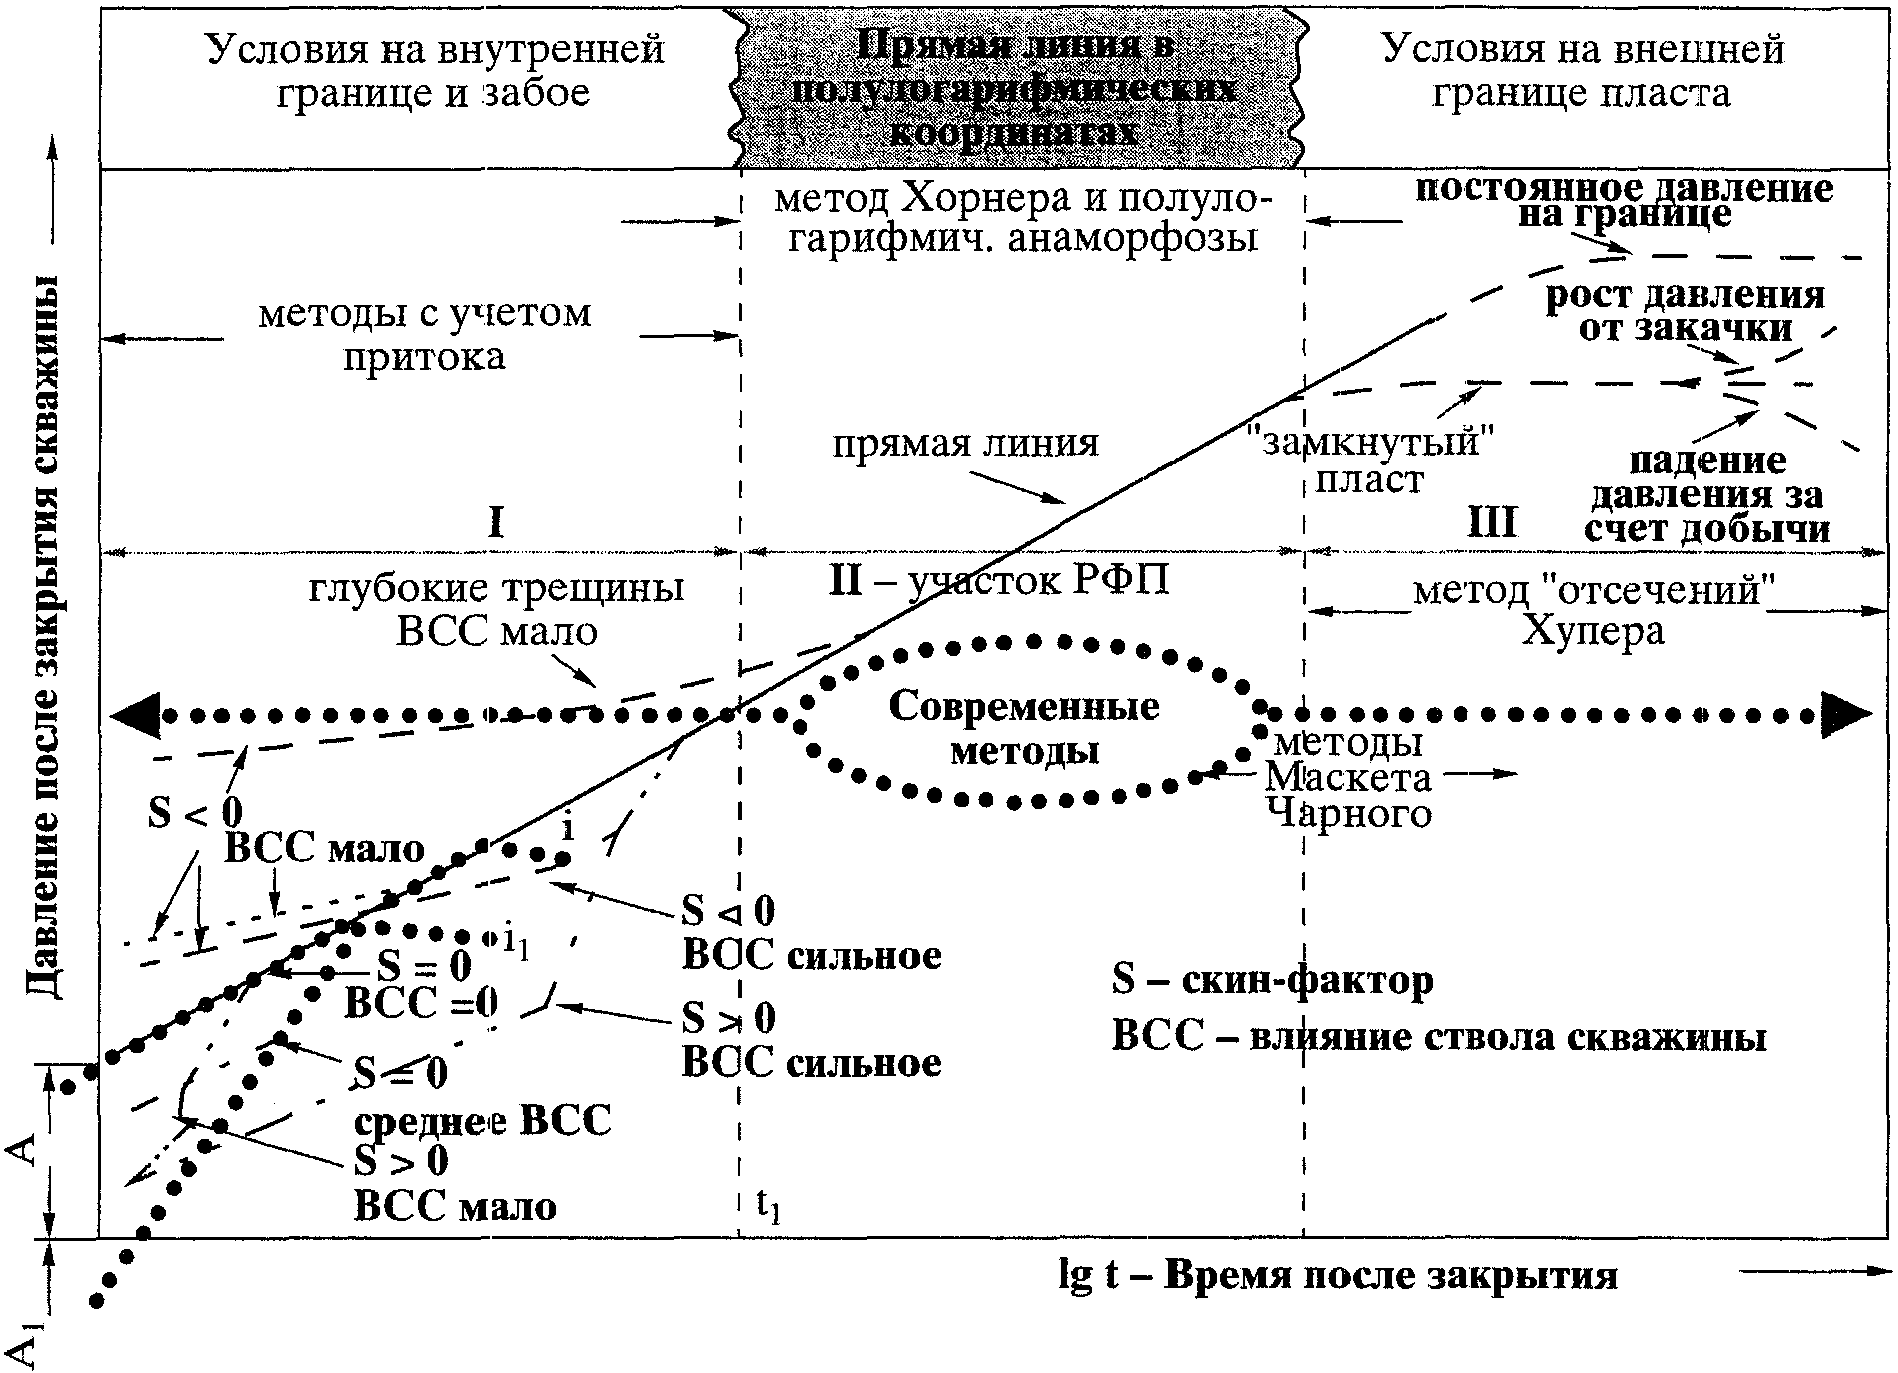 Условия на внутренней
границе и забое
Прямая линия в
полулогарифмических
координатах
Условия на внешней
границе пласта
Давление после закрытия скважины
метод Хорнера и полуло-
гарифмич. анаморфозы
постоянное давление
на границе
методы с учетом
притока
рост давления
от закачки
прямая линия
"замкнутый"
пласт
падение
давления за
счет добычи
I
III
глубокие трещины
ВСС мало
II – участок РФП
метод "отсечений"
Хупера
Современные
методы
методы
Маскета
Чарного
S < 0
ВСС мало
i
S < 0
ВСС сильное
i1
S = 0
ВСС =0
S > 0
ВСС сильное
S – скин-фактор
ВСС – влияние ствола скважины
S = 0
среднее ВСС
S > 0
ВСС мало
A
t1
lg t – Время после закрытия
A1